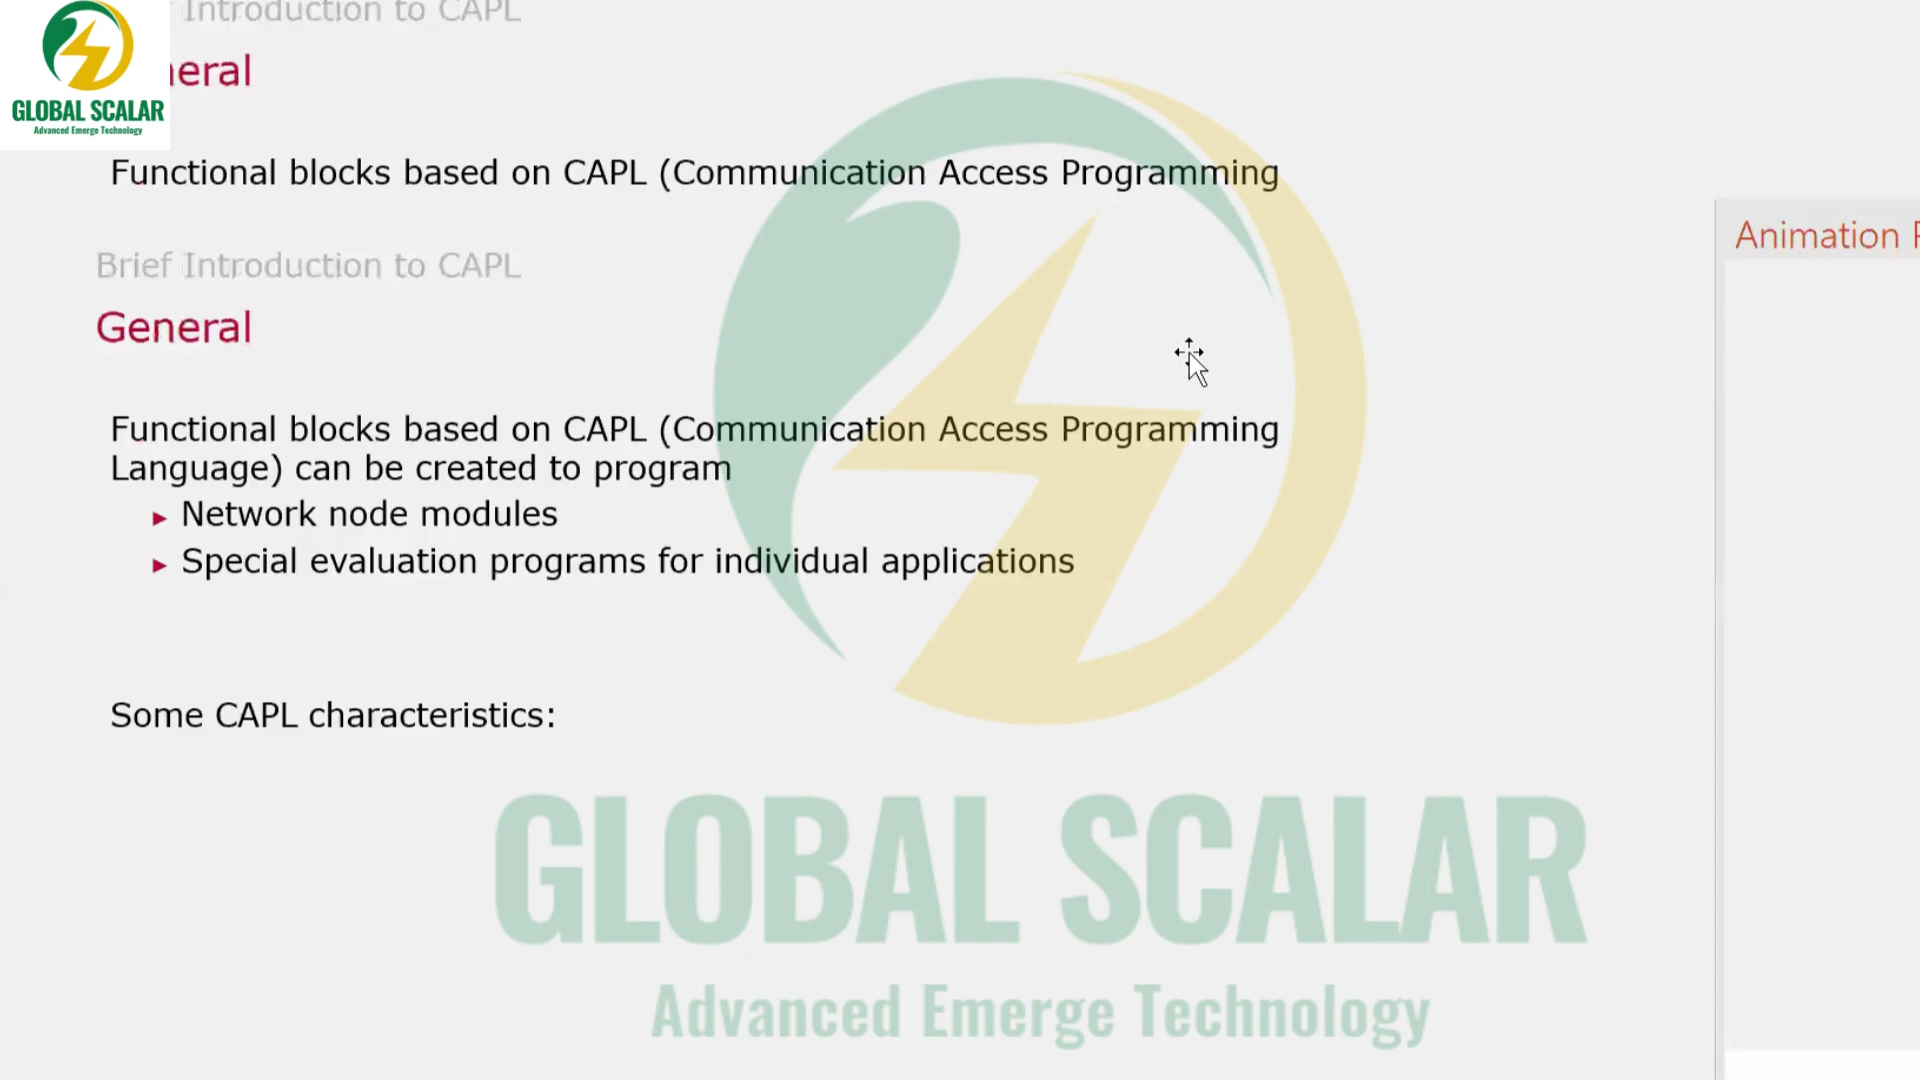 Introduction to CAPL
neral
GLOBAL SCALAR
Advanced Emerge Technology
Functional blocks based on CAPL (Communication Access Programming
Animation
Brief Introduction to CAPL
General
Functional blocks based on CAPL (Communication Access Programming
Language) can be created to program
► Network node modules
► Special evaluation programs for individual applications
Some CAPL characteristics:
GLOBAL SCALAR
Advanced Emerge Technology